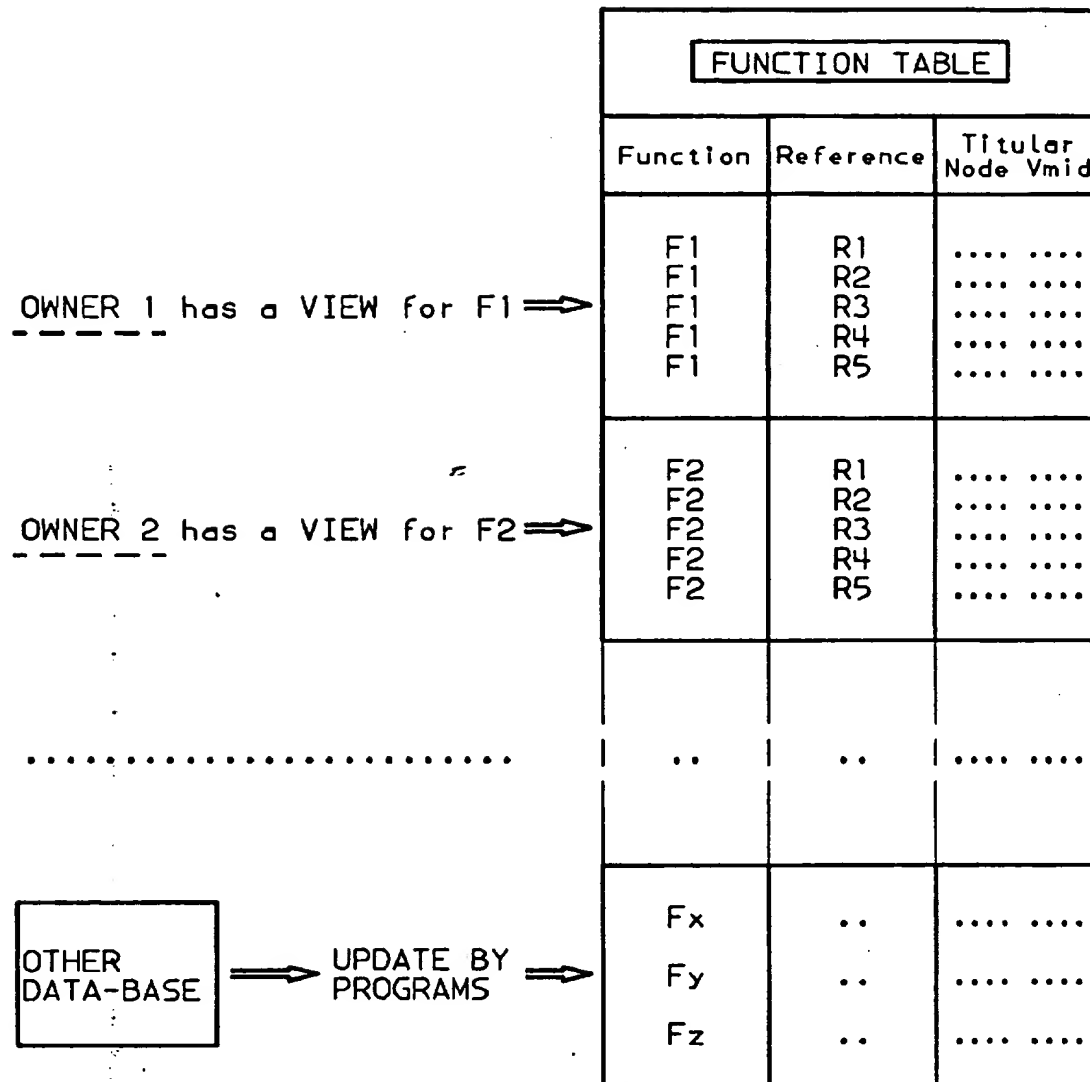 FUNCTION TABLE
Function Reference Titular Node Vmid
F1 R1 .... ....
F1 R2 .... ....
OWNER 1 has a VIEW for F1 F1 R3 .... ....
F1 R4 .... ....
F1 R5 .... ....
F2 R1 .... ....
F2 R2 .... ....
OWNER 2 has a VIEW for F2 F2 R3 .... ....
F2 R4 .... ....
F2 R5 .... ....
......................... .. .. .... ....
Fx .. .... ....
OTHER DATA-BASE UPDATE BY PROGRAMS Fy .. .... ....
Fz .. .... ....